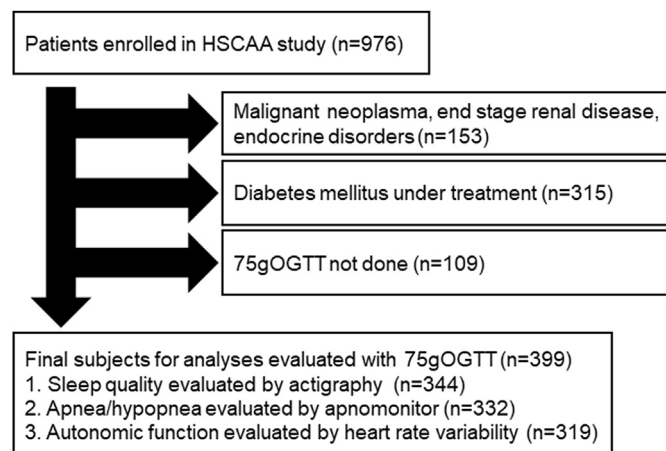 Patients enrolled in HSCAA study (n=976)
Malignant neoplasma, end stage renal disease,
endocrine disorders (n=153)
Diabetes mellitus under treatment (n=315)
75gOGTT not done (n=109)
Final subjects for analyses evaluated with 75gOGTT (n=399)
1. Sleep quality evaluated by actigraphy (n=344)
2. Apnea/hypopnea evaluated by apnomonitor (n=332)
3. Autonomic function evaluated by heart rate variability (n=319)